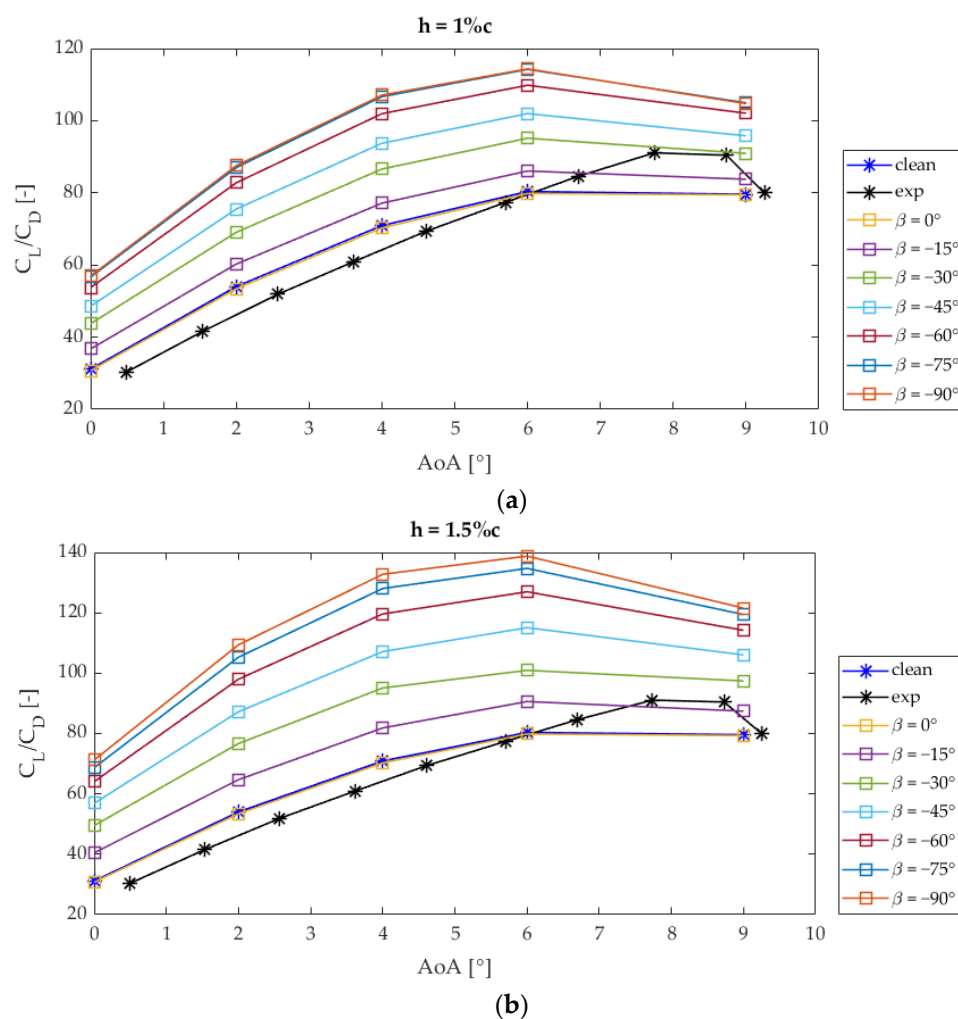 h = 1%c
120
100
80
60
40
20
C_L/C_D [-]
0 1 2 3 4 5 6 7 8 9 10
AoA [°]
clean
exp
β = 0°
β = −15°
β = −30°
β = −45°
β = −60°
β = −75°
β = −90°
(a)
h = 1.5%c
140
120
100
80
60
40
20
C_L/C_D [-]
0 1 2 3 4 5 6 7 8 9 10
AoA [°]
clean
exp
β = 0°
β = −15°
β = −30°
β = −45°
β = −60°
β = −75°
β = −90°
(b)